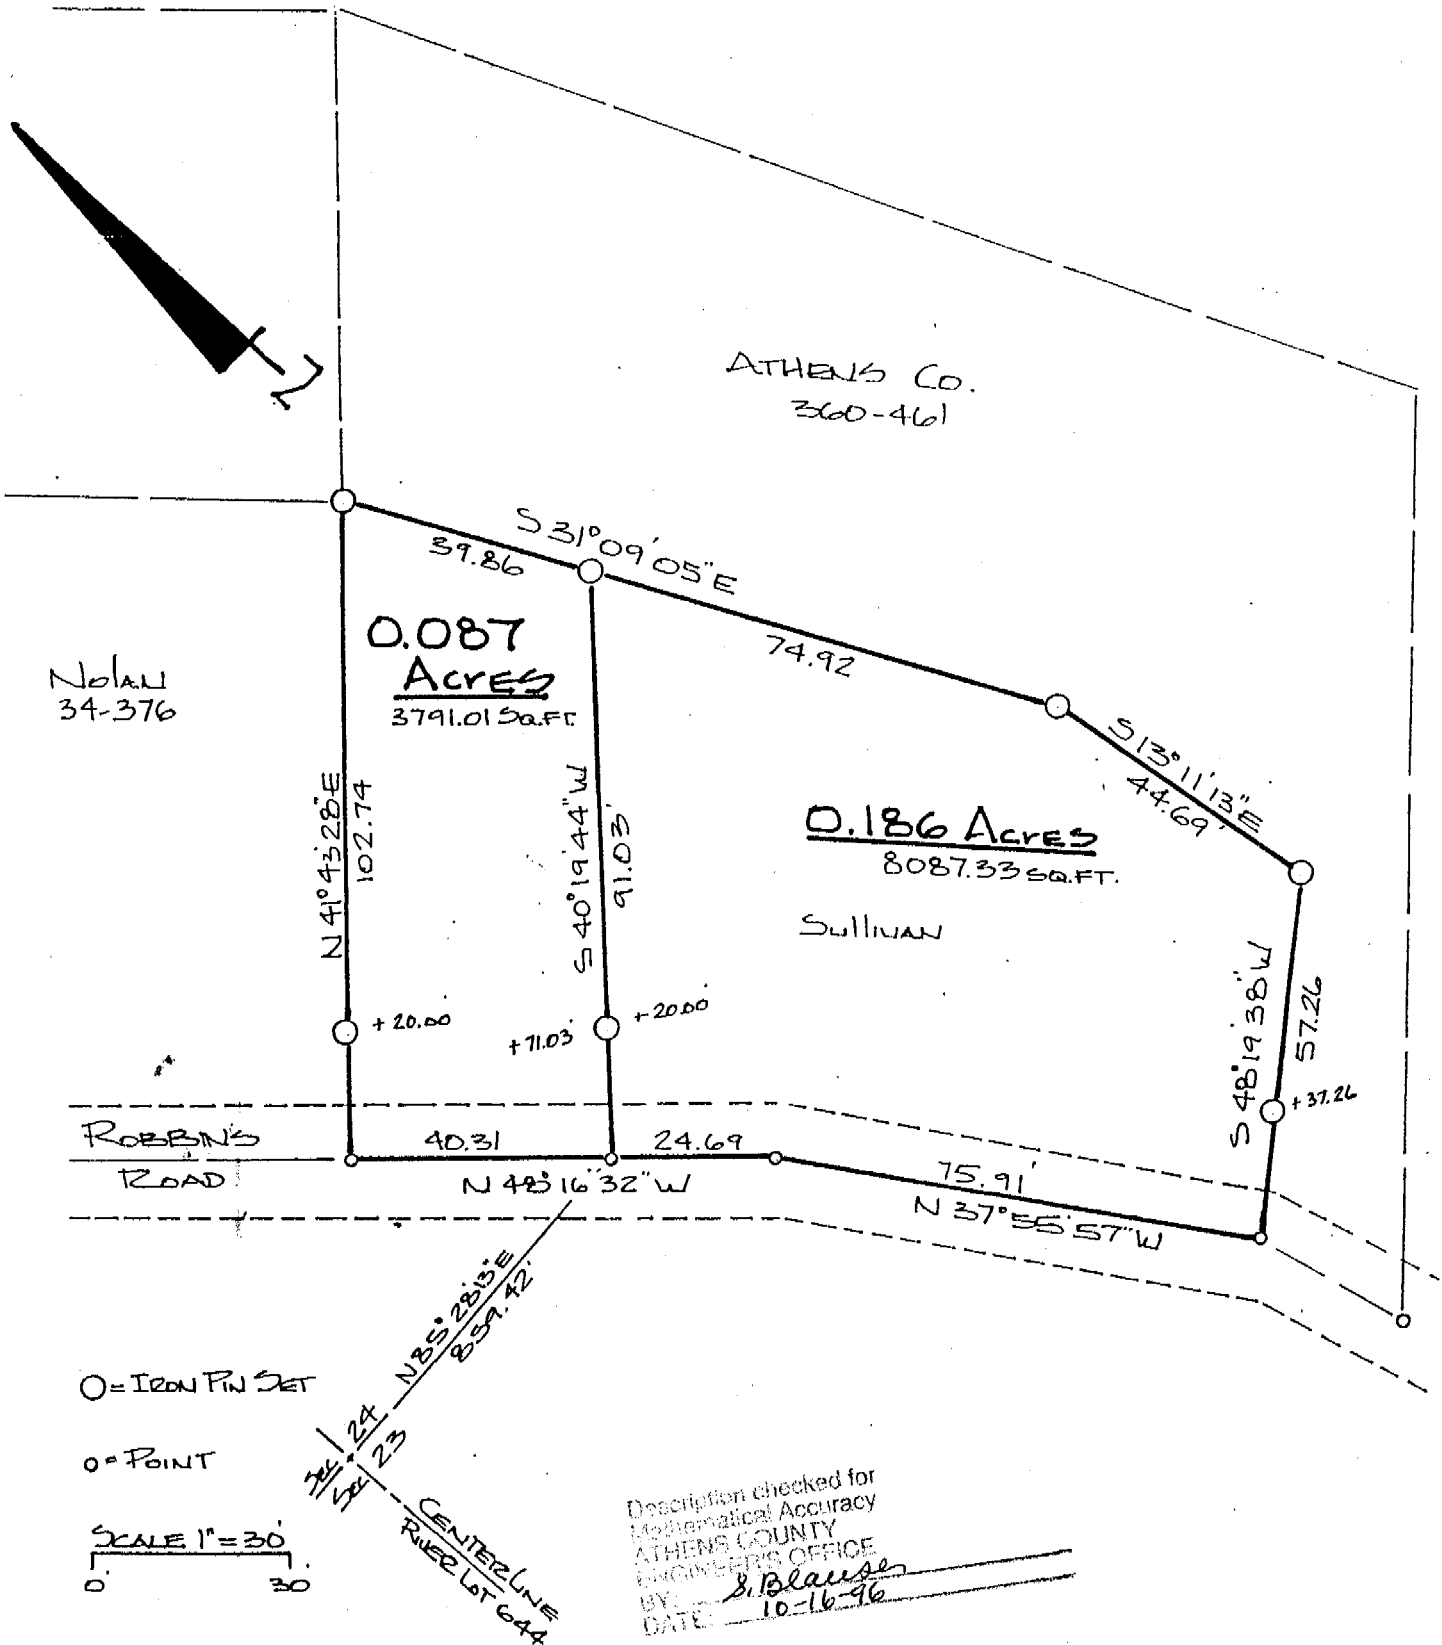 ATHENS CO.
360-461
S 31° 09' 05" E
39.86
74.92
0.087
Acres
3791.01 SQ.FT.
Nolan
34-376
S 13° 11' 13" E
44.69'
0.186 Acres
8087.33 SQ.FT.
Sullivan
N 41° 43' 28" E
102.74
S 40° 19' 44" W
91.03'
S 48° 19' 38" W
57.26
+20.00
+71.03'
+20.00'
+37.26
ROBBINS
ROAD
40.31
24.69
N 48° 16' 32" W
75.91'
N 37° 55' 57" W
N 85° 28' 13" E
859.42'
O = IRON PIN SET
o = POINT
SCALE 1" = 30'
0' 30'
Sec 24
Sec 23
CENTERLINE
RIVER LOT 644
Description checked for
Mathematical Accuracy
ATHENS COUNTY
ENGINEER'S OFFICE
BY: S. Blauser
DATE: 10-16-96